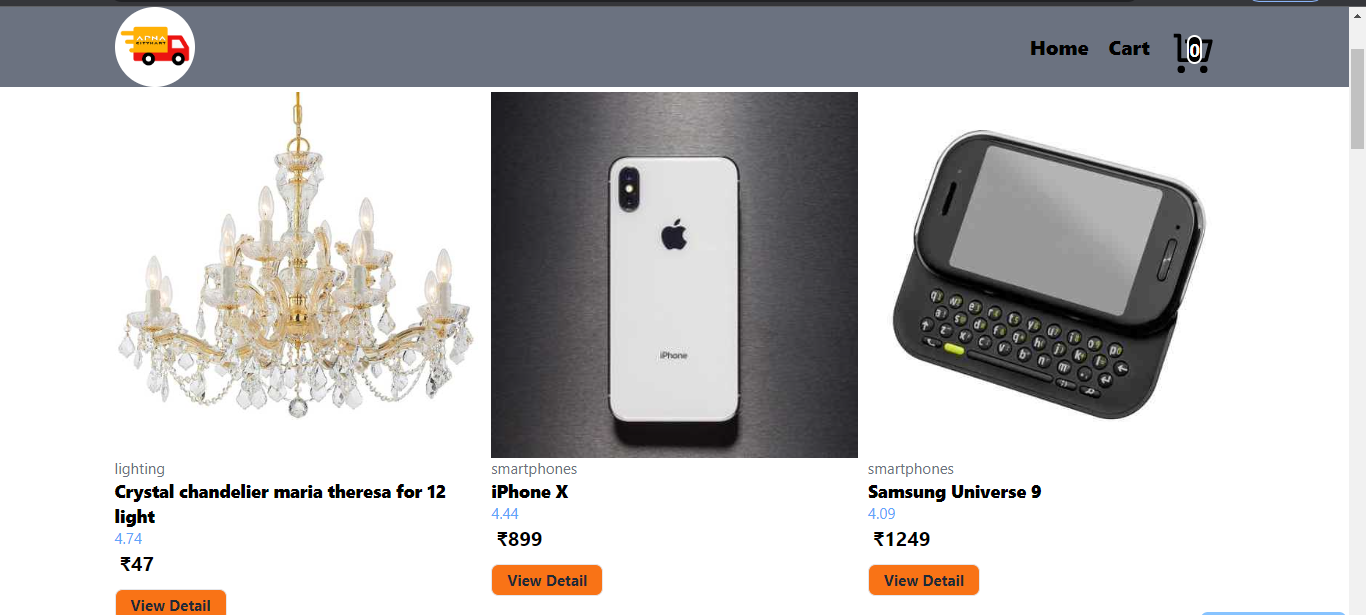 APNA
CITYMART
Home Cart 0
iPhone
lighting
Crystal chandelier maria theresa for 12
light
4.74
₹47
View Detail
smartphones
iPhone X
4.44
₹899
View Detail
smartphones
Samsung Universe 9
4.09
₹1249
View Detail